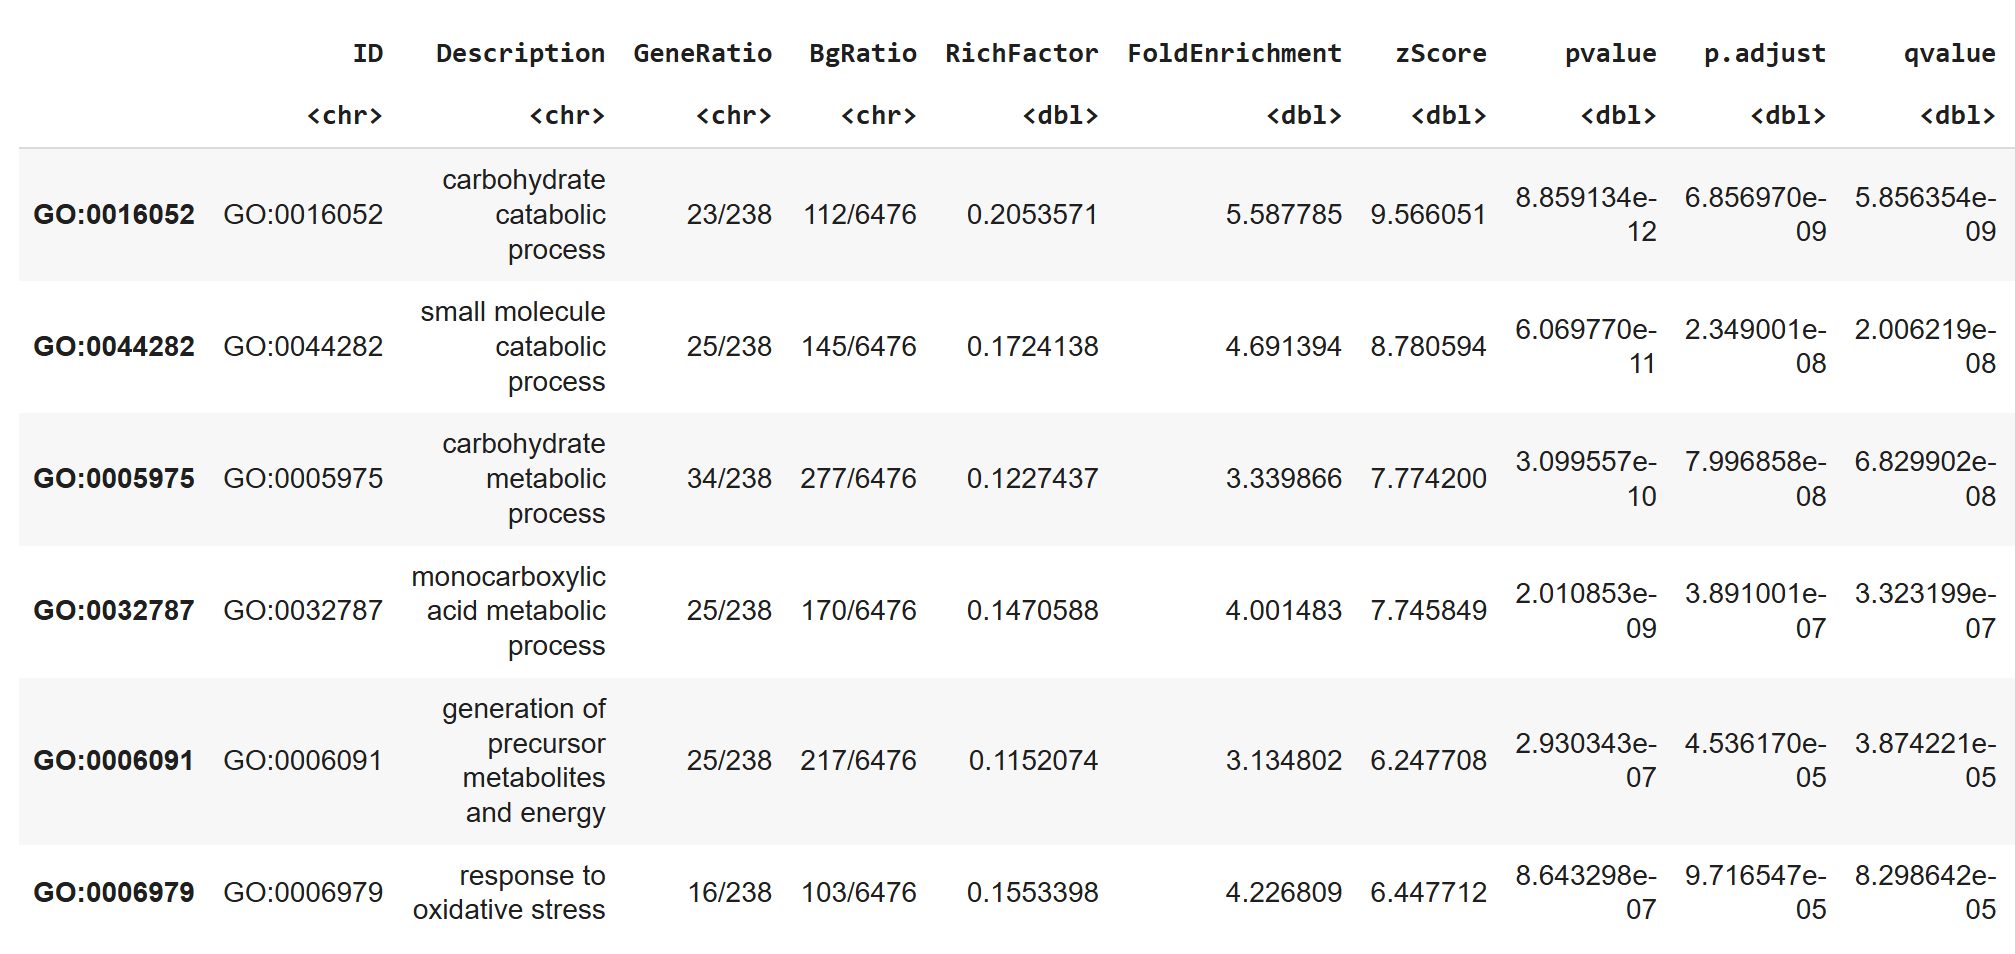 ID Description GeneRatio BgRatio RichFactor FoldEnrichment zScore pvalue p.adjust qvalue
<chr> <chr> <chr> <chr> <dbl> <dbl> <dbl> <dbl> <dbl> <dbl>
GO:0016052 GO:0016052 carbohydrate catabolic process 23/238 112/6476 0.2053571 5.587785 9.566051 8.859134e-12 6.856970e-09 5.856354e-09
GO:0044282 GO:0044282 small molecule catabolic process 25/238 145/6476 0.1724138 4.691394 8.780594 6.069770e-11 2.349001e-08 2.006219e-08
GO:0005975 GO:0005975 carbohydrate metabolic process 34/238 277/6476 0.1227437 3.339866 7.774200 3.099557e-10 7.996858e-08 6.829902e-08
GO:0032787 GO:0032787 monocarboxylic acid metabolic process 25/238 170/6476 0.1470588 4.001483 7.745849 2.010853e-09 3.891001e-07 3.323199e-07
GO:0006091 GO:0006091 generation of precursor metabolites and energy 25/238 217/6476 0.1152074 3.134802 6.247708 2.930343e-07 4.536170e-05 3.874221e-05
GO:0006979 GO:0006979 response to oxidative stress 16/238 103/6476 0.1553398 4.226809 6.447712 8.643298e-07 9.716547e-05 8.298642e-05